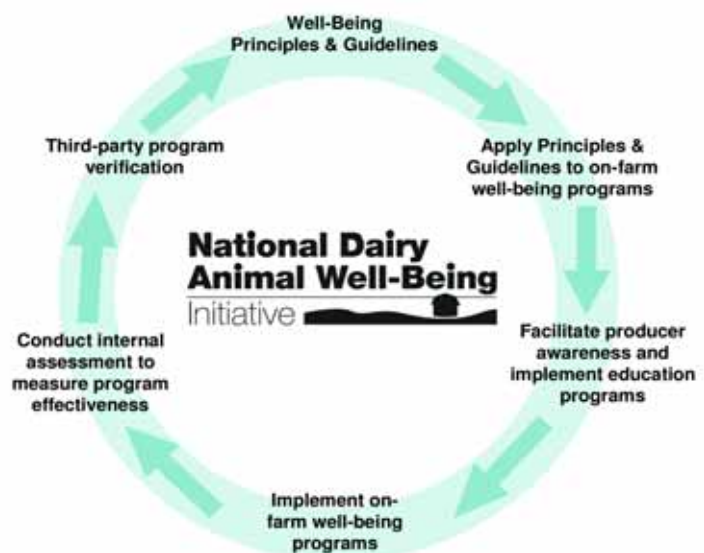 Well-Being
Principles & Guidelines
Apply Principles &
Guidelines to on-farm
well-being programs
Facilitate producer
awareness and
implement education
programs
Implement on-
farm well-being
programs
Conduct internal
assessment to
measure program
effectiveness
Third-party program
verification
National Dairy
Animal Well-Being
Initiative